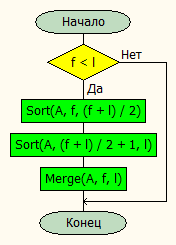 Начало
f < l
Нет
Да
Sort(A, f, (f + l) / 2)
Sort(A, (f + l) / 2 + 1, l)
Merge(A, f, l)
Конец